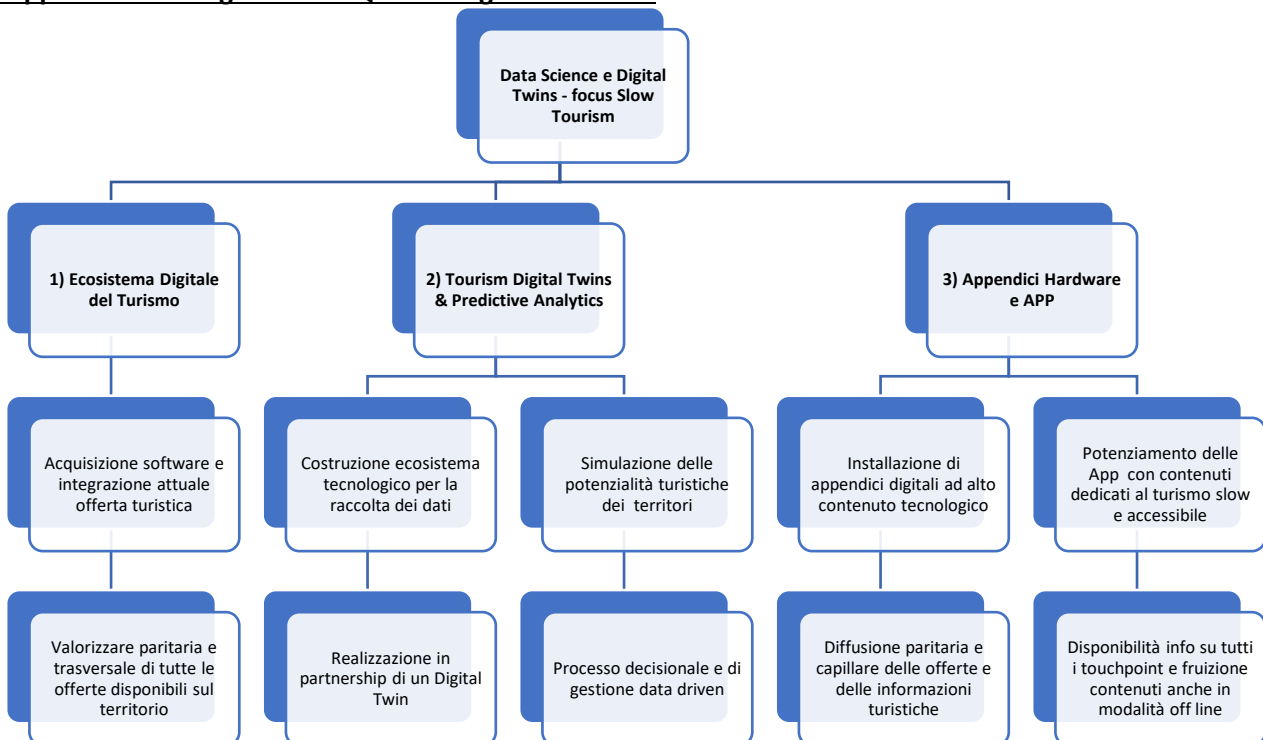 Data Science e Digital
Twins - focus Slow
Tourism
1) Ecosistema Digitale
del Turismo
2) Tourism Digital Twins
& Predictive Analytics
3) Appendici Hardware
e APP
Acquisizione software e
integrazione attuale
offerta turistica
Costruzione ecosistema
tecnologico per la
raccolta dei dati
Simulazione delle
potenzialità turistiche
dei territori
Installazione di
appendici digitali ad alto
contenuto tecnologico
Potenziamento delle
App con contenuti
dedicati al turismo slow
e accessibile
Valorizzare paritaria e
trasversale di tutte le
offerte disponibili sul
territorio
Realizzazione in
partnership di un Digital
Twin
Processo decisionale e di
gestione data driven
Diffusione paritaria e
capillare delle offerte e
delle informazioni
turistiche
Disponibilità info su tutti
i touchpoint e fruizione
contenuti anche in
modalità off line